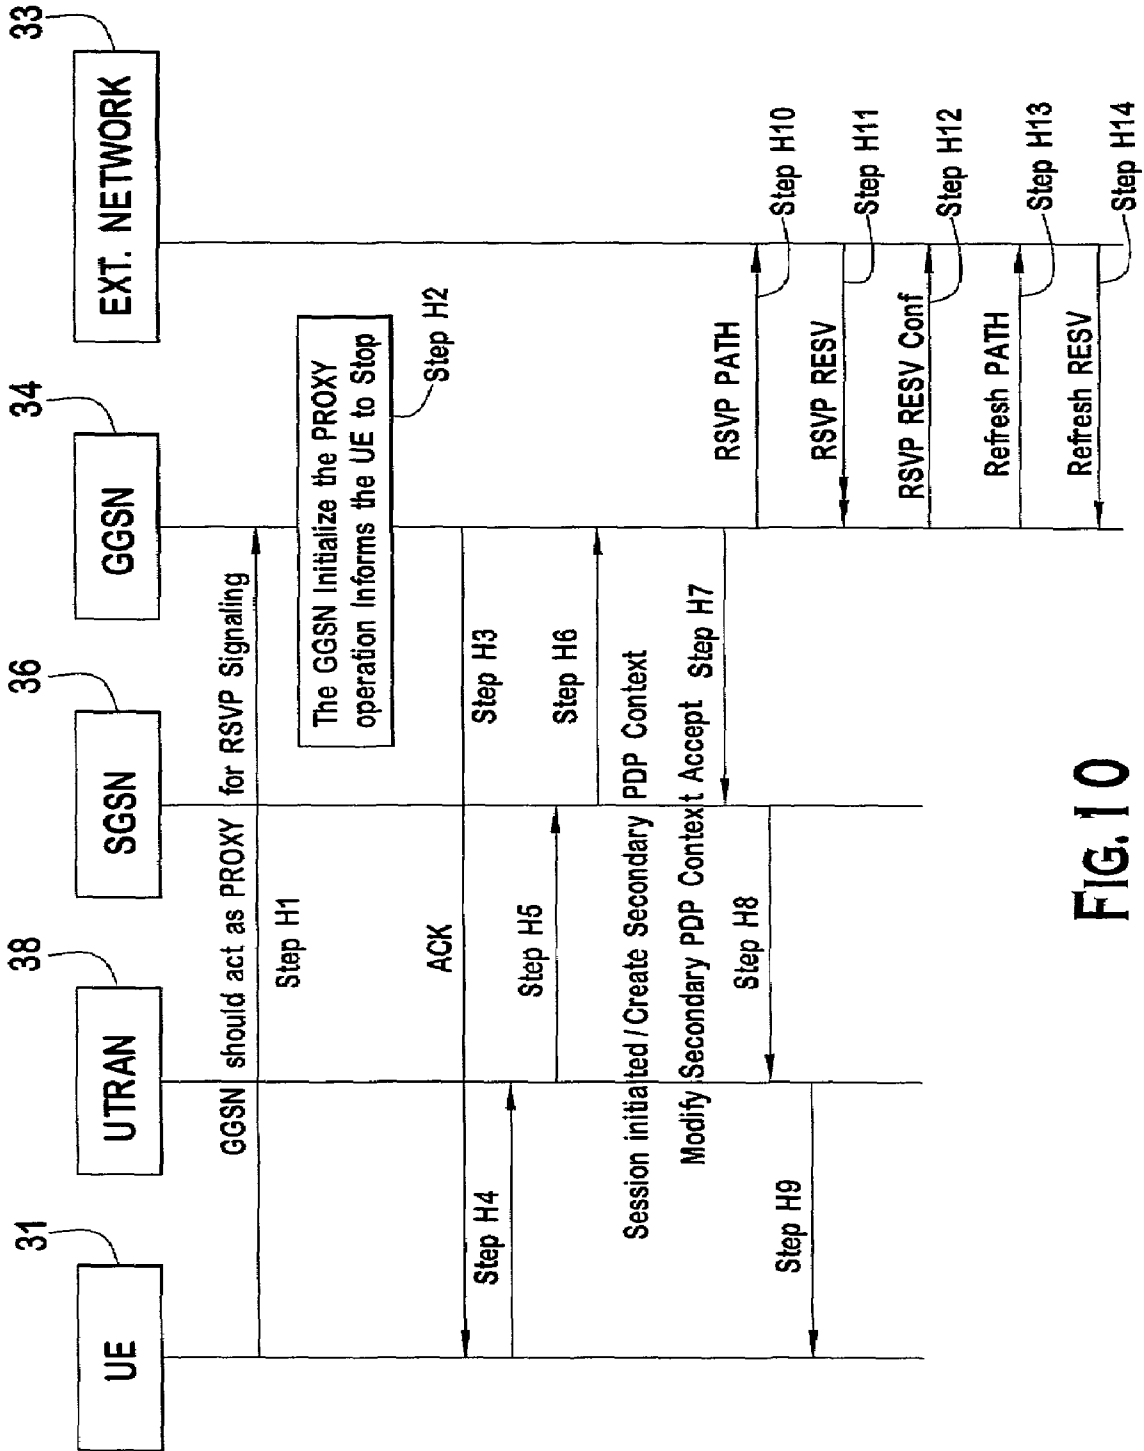 31
38
36
34
33
UE
UTRAN
SGSN
GGSN
EXT. NETWORK
GGSN should act as PROXY for RSVP Signaling
Step H1
The GGSN Initialize the PROXY
operation Informs the UE to Stop
Step H2
ACK
Step H3
Step H4
Step H5
Step H6
Session initialted/Create Secondary PDP Context
Modify Secondary PDP Context Accept
Step H7
Step H8
Step H9
RSVP PATH
Step H10
RSVP RESV
Step H11
RSVP RESV Conf
Step H12
Refresh PATH
Step H13
Refresh RESV
Step H14
FIG. 10